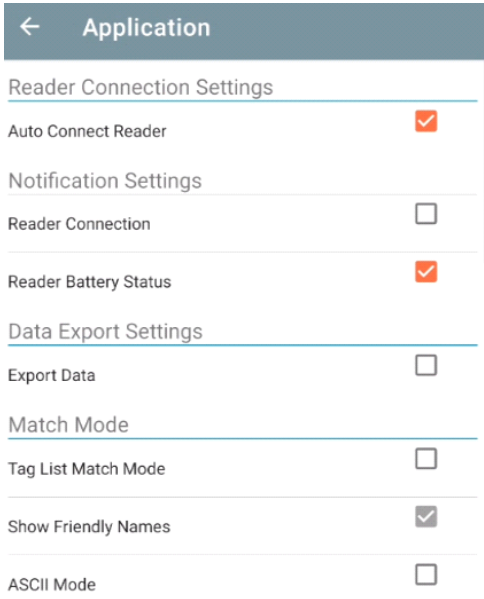 Application
Reader Connection Settings
Auto Connect Reader
Notification Settings
Reader Connection
Reader Battery Status
Data Export Settings
Export Data
Match Mode
Tag List Match Mode
Show Friendly Names
ASCII Mode